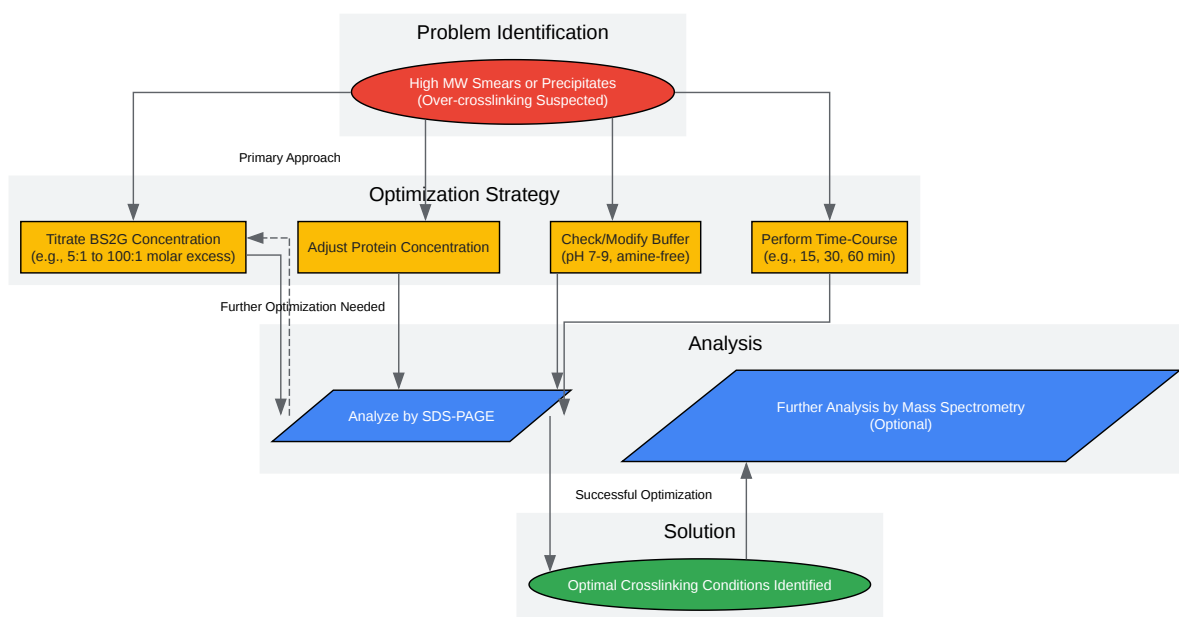 Problem Identification
High MW Smears or Precipitates
(Over-crosslinking Suspected)
Primary Approach
Optimization Strategy
Titrate BS2G Concentration
(e.g., 5:1 to 100:1 molar excess)
Adjust Protein Concentration
Check/Modify Buffer
(pH 7-9, amine-free)
Perform Time-Course
(e.g., 15, 30, 60 min)
Further Optimization Needed
Analysis
Analyze by SDS-PAGE
Further Analysis by Mass Spectrometry
(Optional)
Successful Optimization
Solution
Optimal Crosslinking Conditions Identified